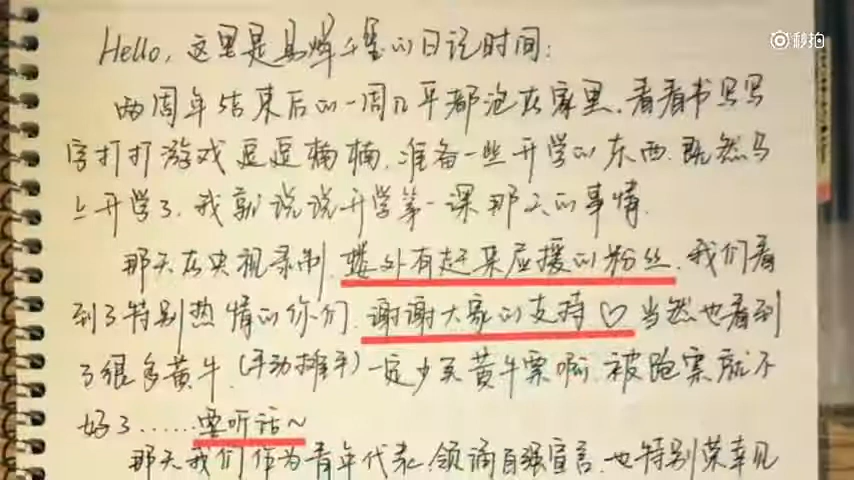 秒拍
Hello, 这里是易烊千玺的日记时间:
两周年结束后的一周几乎都泡在家里.看看书写写
字打打游戏逗逗楠楠.准备一些开学的东西.既然马
上开学了.我就说说开学第一课那天的事情.
那天在央视录制.楼外有赶来应援的粉丝.我们看
到了特别热情的你们.谢谢大家的支持♡当然也看到
了很多黄牛.(手动摊手)一定少买黄牛票啊.被跑票就不
好了……要听话~
那天我们作为青年代表.领诵自强宣言.也特别荣幸见